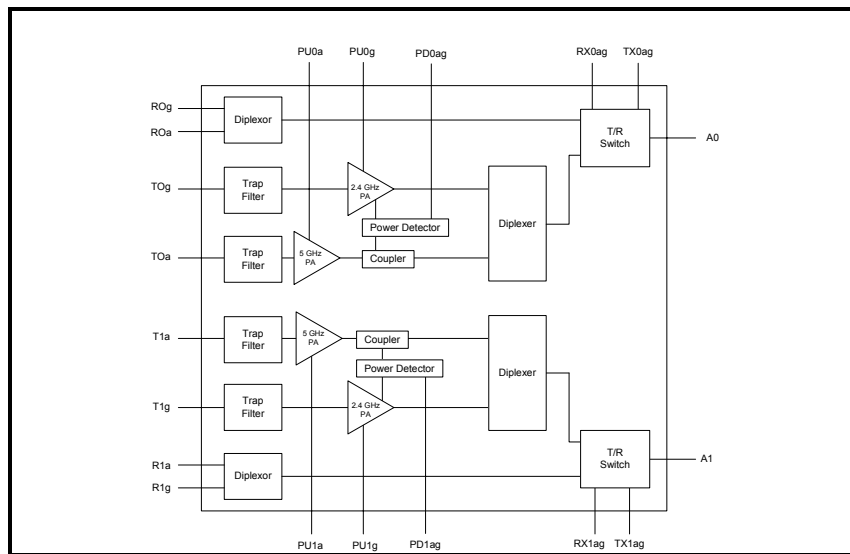 PU0a
PU0g
PD0ag
RX0ag
TX0ag
ROg
ROa
Diplexor
T/R
Switch
A0
TOg
Trap
Filter
2.4 GHz
PA
Power Detector
Diplexer
TOa
Trap
Filter
5 GHz
PA
Coupler
T1a
Trap
Filter
5 GHz
PA
Coupler
Diplexer
Power Detector
T1g
Trap
Filter
2.4 GHz
PA
R1a
R1g
Diplexor
T/R
Switch
A1
PU1a
PU1g
PD1ag
RX1ag
TX1ag